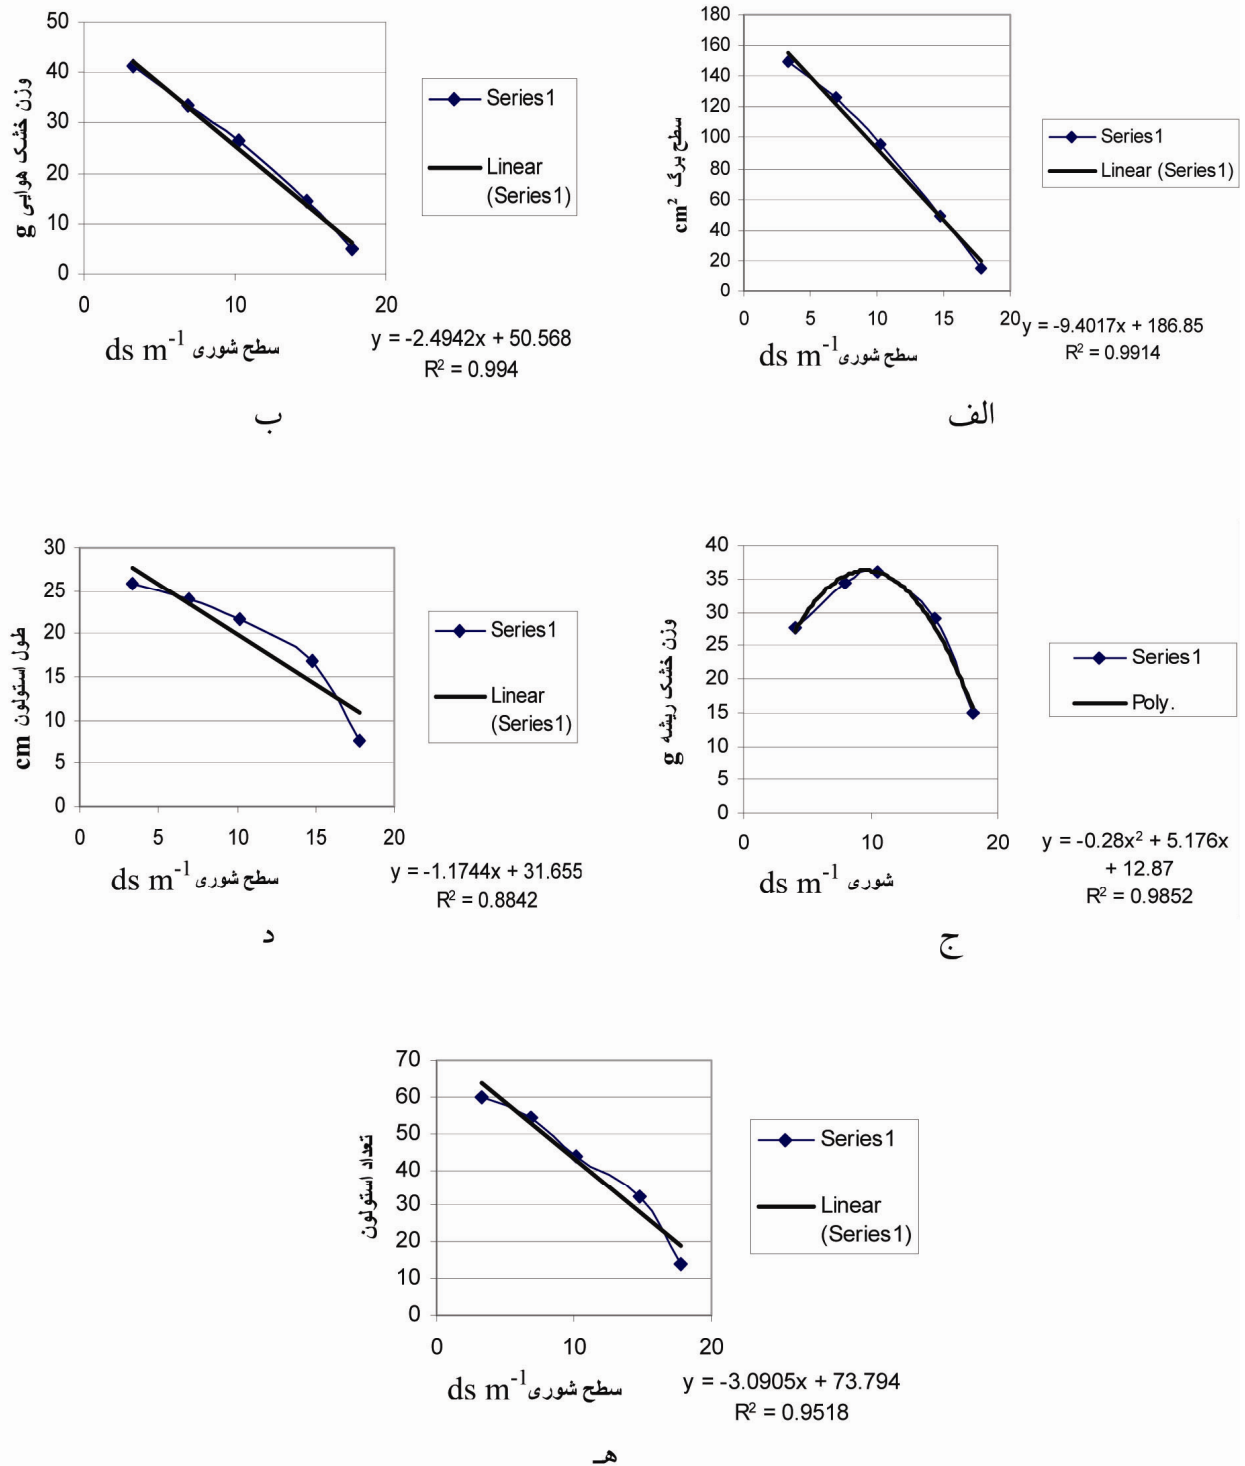 180
160
140
120
100
80
60
40
20
0
سطح برگ cm²
0 5 10 15 20
سطح شوری ds m⁻¹
Series1
Linear (Series1)
y = -9.4017x + 186.85
R² = 0.9914
الف
50
40
30
20
10
0
وزن خشک هوایی g
0 10 20
سطح شوری ds m⁻¹
Series1
Linear
(Series1)
y = -2.4942x + 50.568
R² = 0.994
ب
40
35
30
25
20
15
10
5
0
وزن خشک ریشه g
0 10 20
شوری ds m⁻¹
Series1
Poly.
y = -0.28x² + 5.176x
+ 12.87
R² = 0.9852
ج
30
25
20
15
10
5
0
طول استولون cm
0 5 10 15 20
سطح شوری ds m⁻¹
Series1
Linear
(Series1)
y = -1.1744x + 31.655
R² = 0.8842
د
70
60
50
40
30
20
10
0
تعداد استولون
0 10 20
سطح شوری ds m⁻¹
Series1
Linear
(Series1)
y = -3.0905x + 73.794
R² = 0.9518
هـ